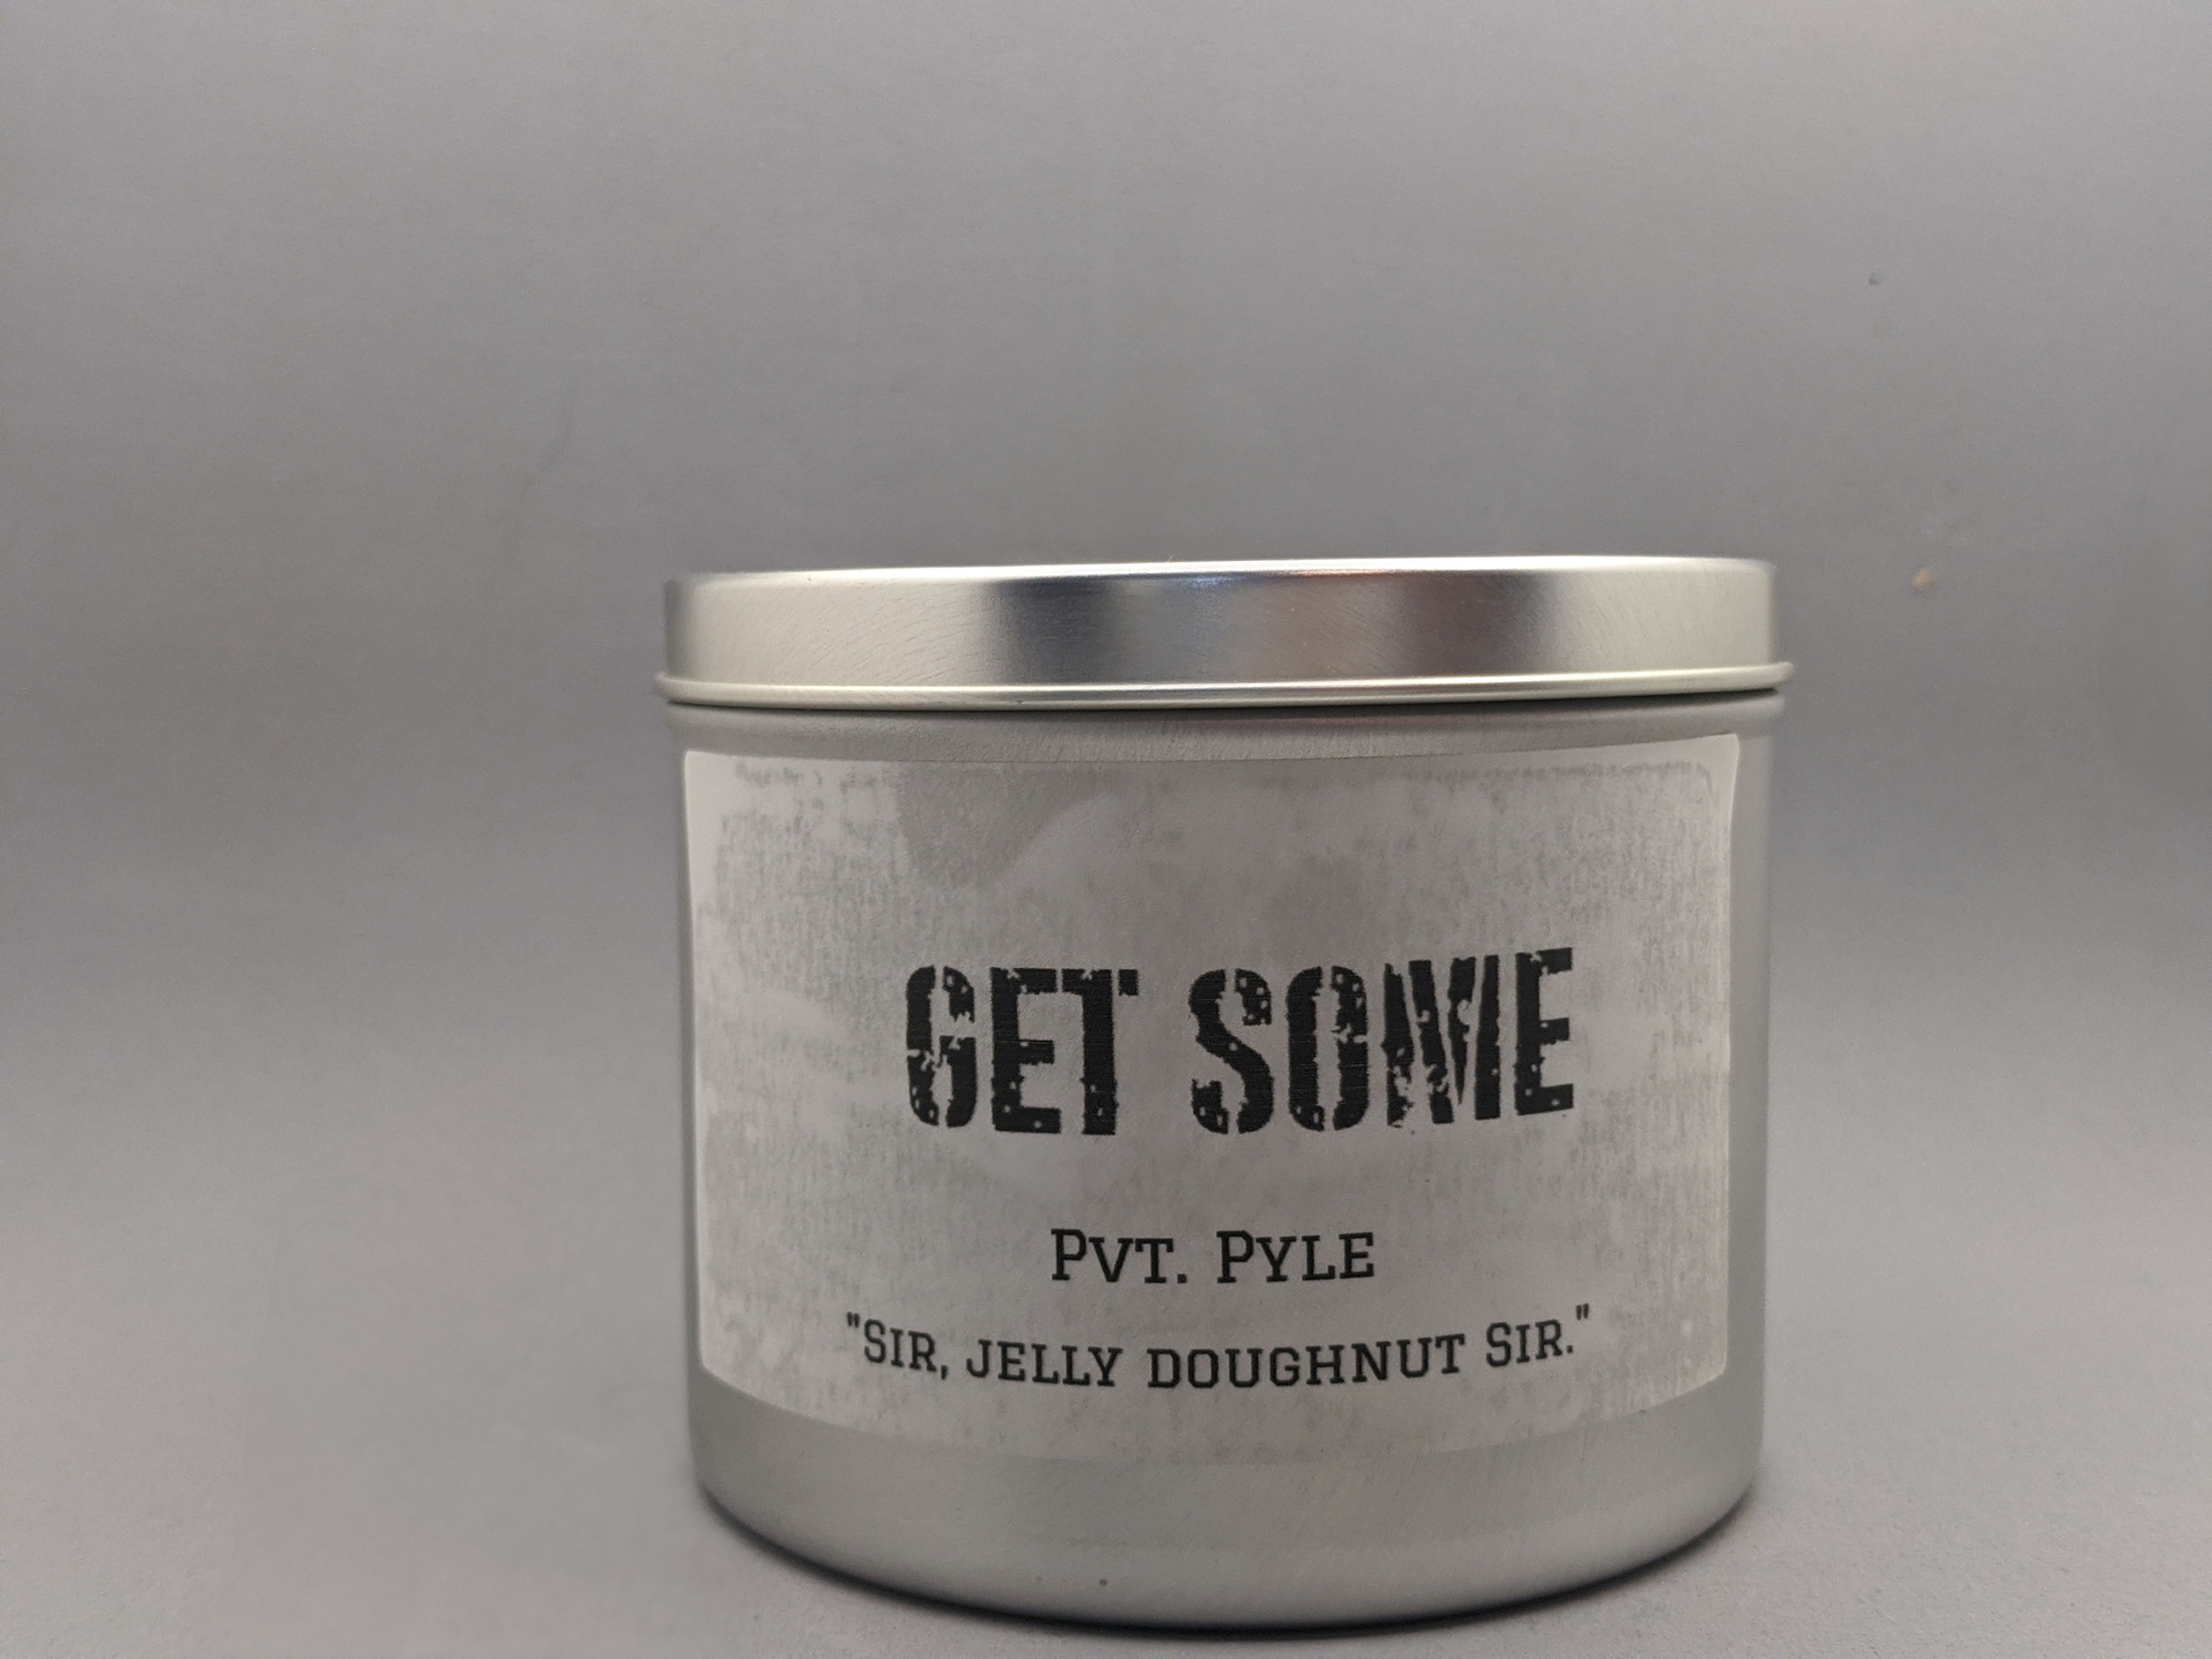 GET SOME
Pvt. Pyle
"Sir, jelly doughnut Sir."